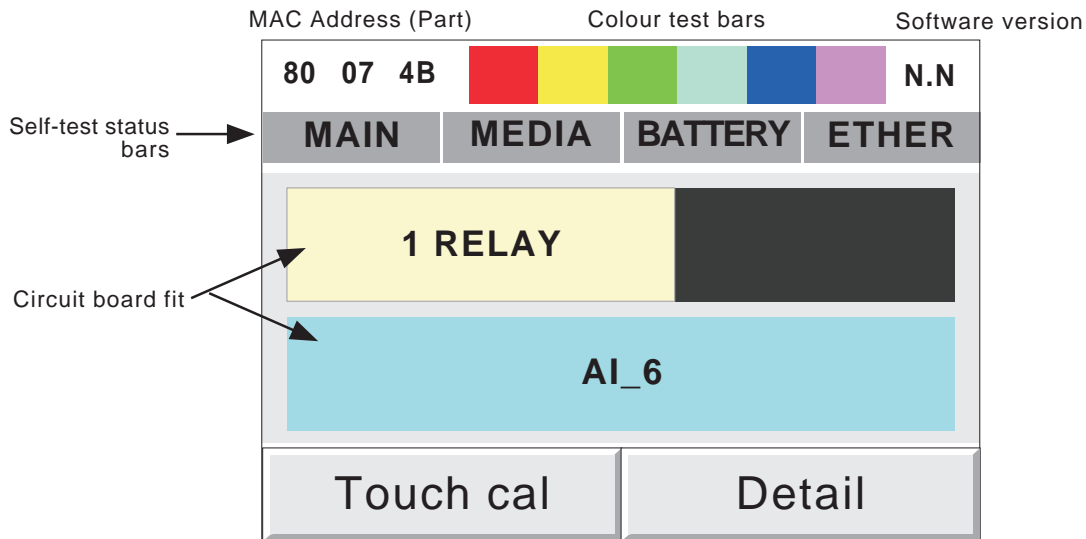 MAC Address (Part) Colour test bars Software version
80 07 4B N.N
Self-test status
bars
MAIN MEDIA BATTERY ETHER
1 RELAY
Circuit board fit
AI_6
Touch cal Detail